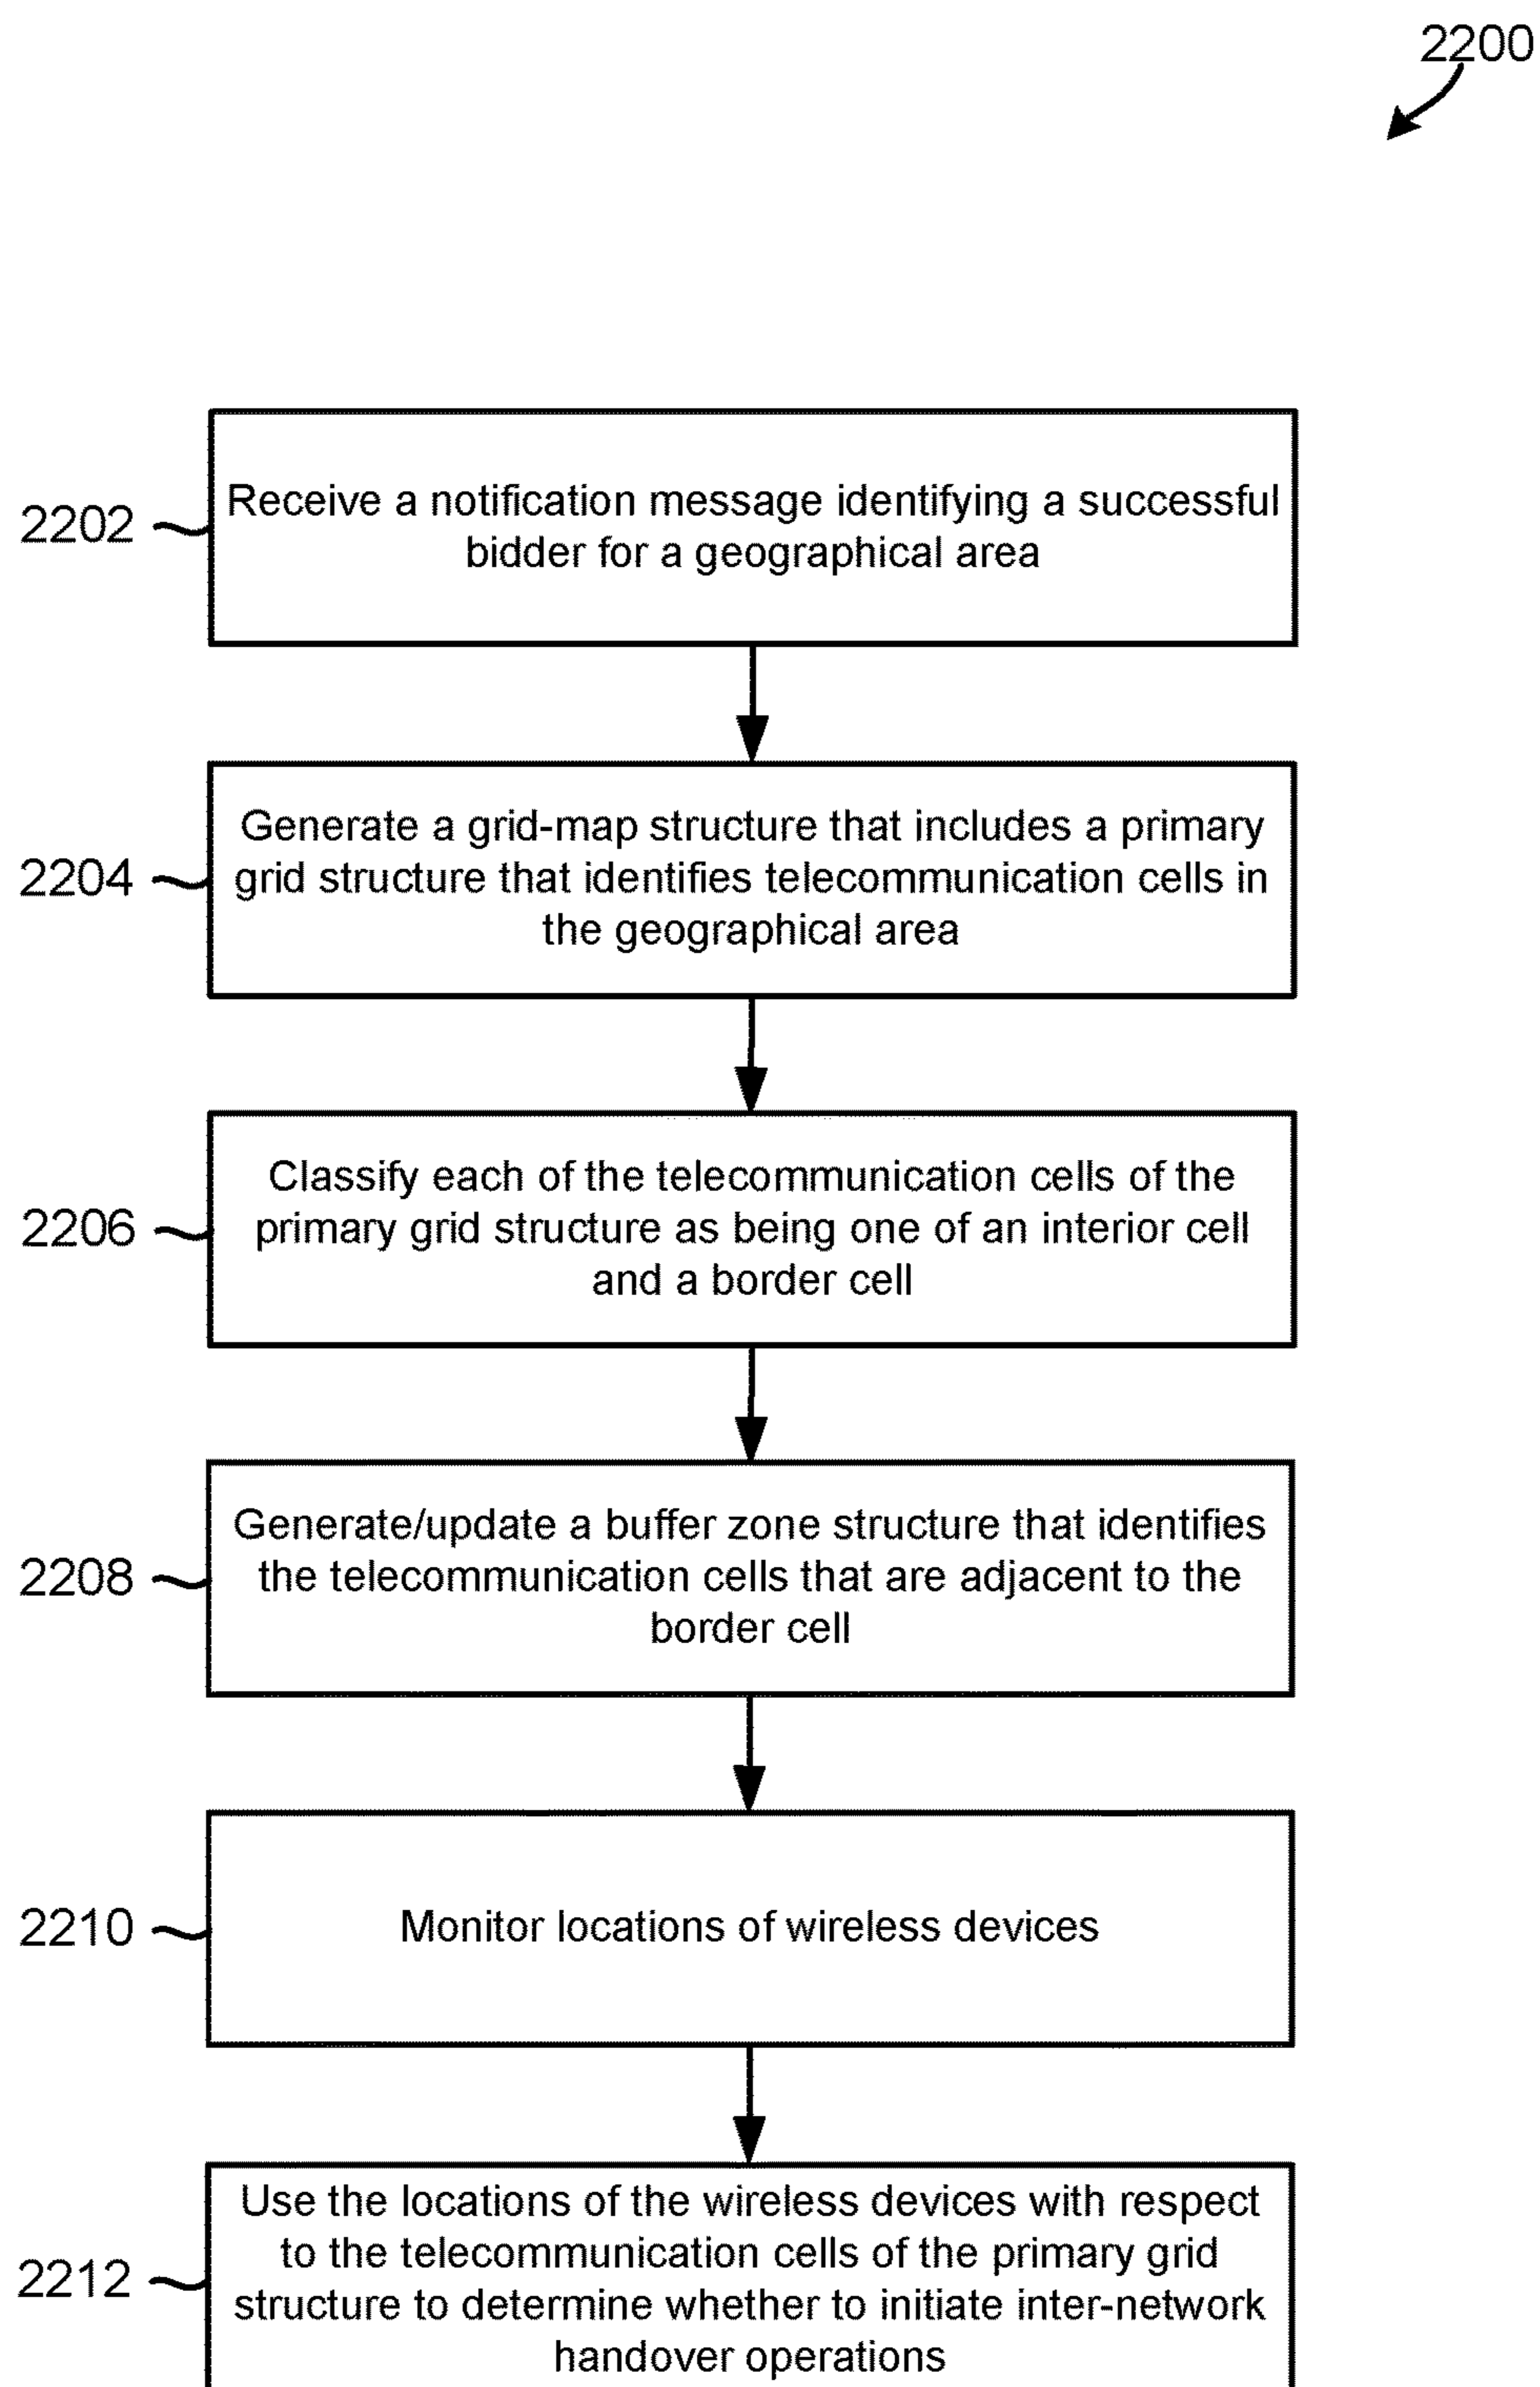 2200
2202
Receive a notification message identifying a successful
bidder for a geographical area
2204
Generate a grid-map structure that includes a primary
grid structure that identifies telecommunication cells in
the geographical area
2206
Classify each of the telecommunication cells of the
primary grid structure as being one of an interior cell
and a border cell
2208
Generate/update a buffer zone structure that identifies
the telecommunication cells that are adjacent to the
border cell
2210
Monitor locations of wireless devices
2212
Use the locations of the wireless devices with respect
to the telecommunication cells of the primary grid
structure to determine whether to initiate inter-network
handover operations